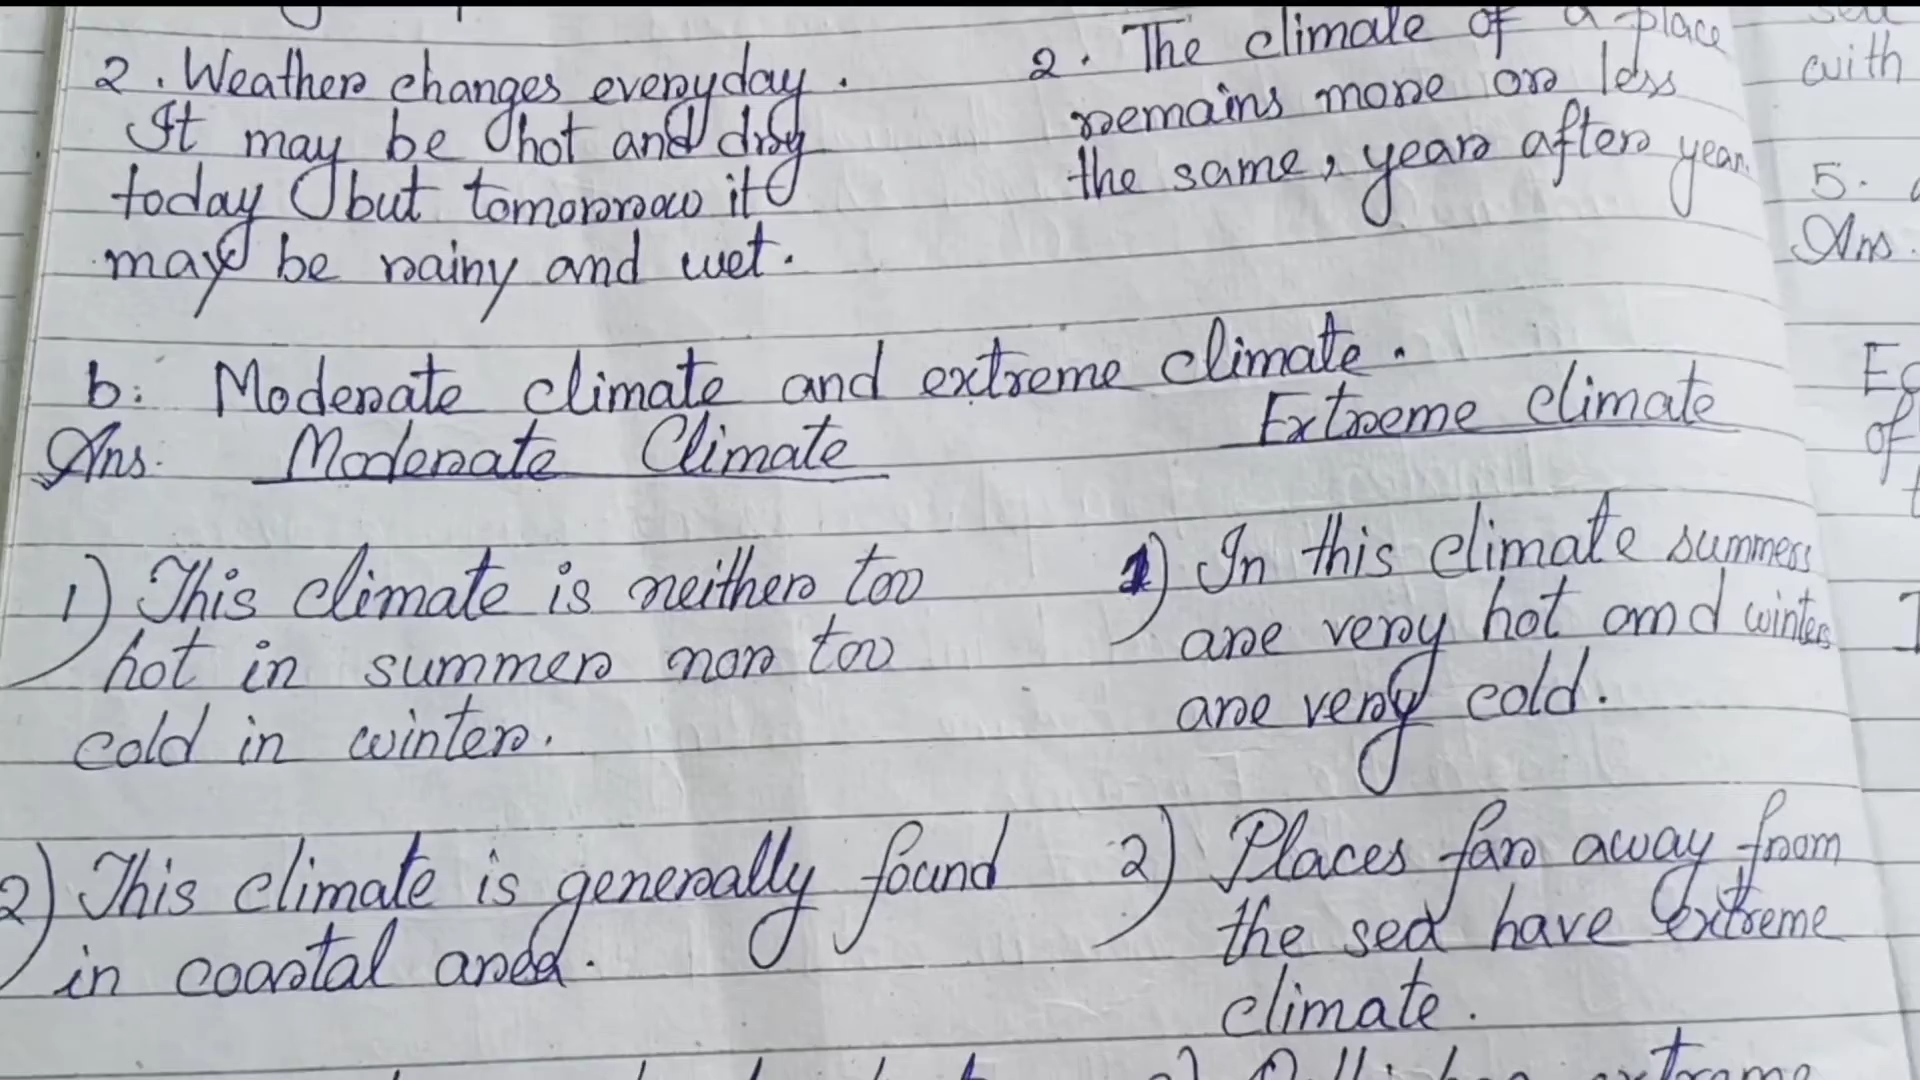 2. Weather changes everyday.
It may be hot and dry
today but tomorrow it
may be rainy and wet.
2. The climate of a place
remains more or less
the same, year after year.
b. Moderate climate and extreme climate.
Ans. Moderate Climate
Extreme climate
1) This climate is neither too
hot in summer nor too
cold in winter.
1) In this climate summers
are very hot and winters
are very cold.
2) This climate is generally found
in coastal area.
2) Places far away from
the sea have extreme
climate.
extreme
with
5.
Ans.
of